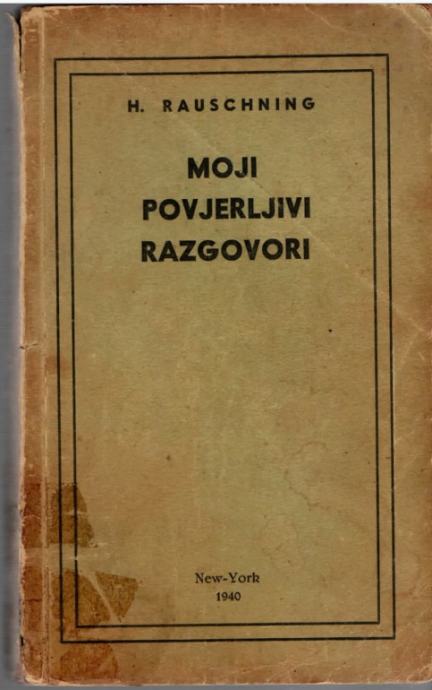 H. RAUSCHNING
MOJI
POVJERLJIVI
RAZGOVORI
New-York
1940